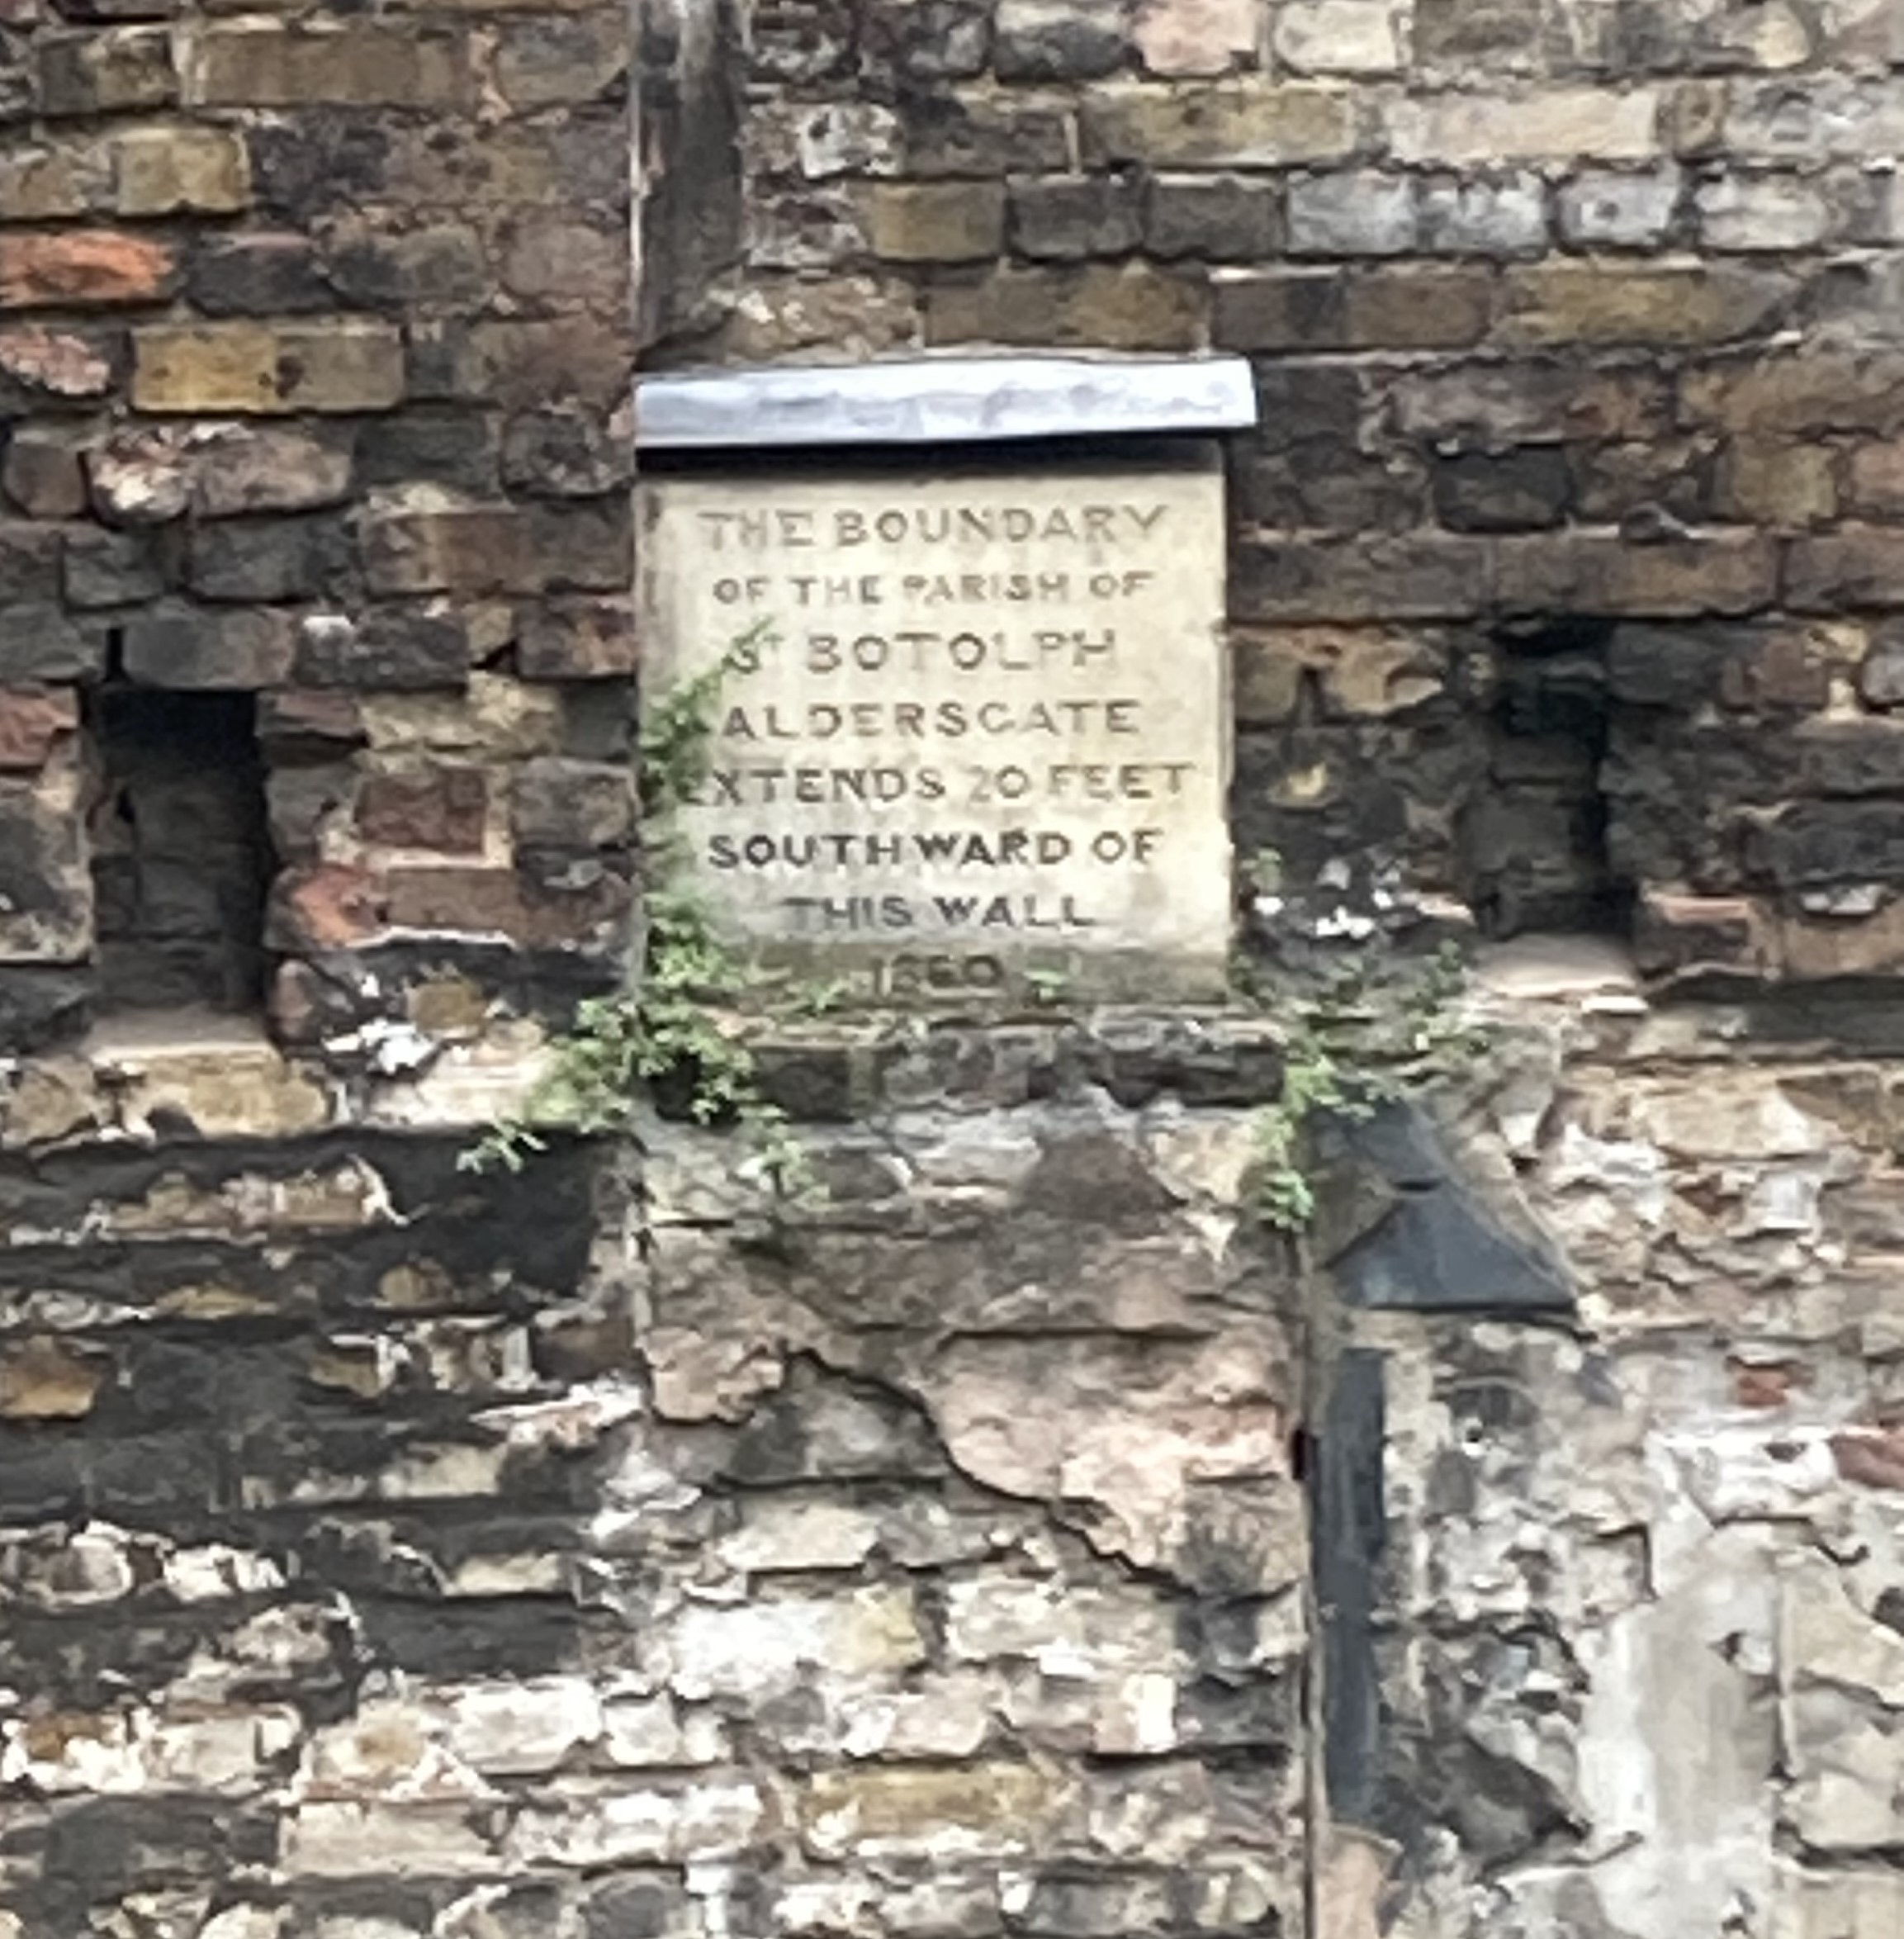 THE BOUNDARY
OF THE PARISH OF
ST BOTOLPH
ALDERSGATE
EXTENDS 20 FEET
SOUTHWARD OF
THIS WALL